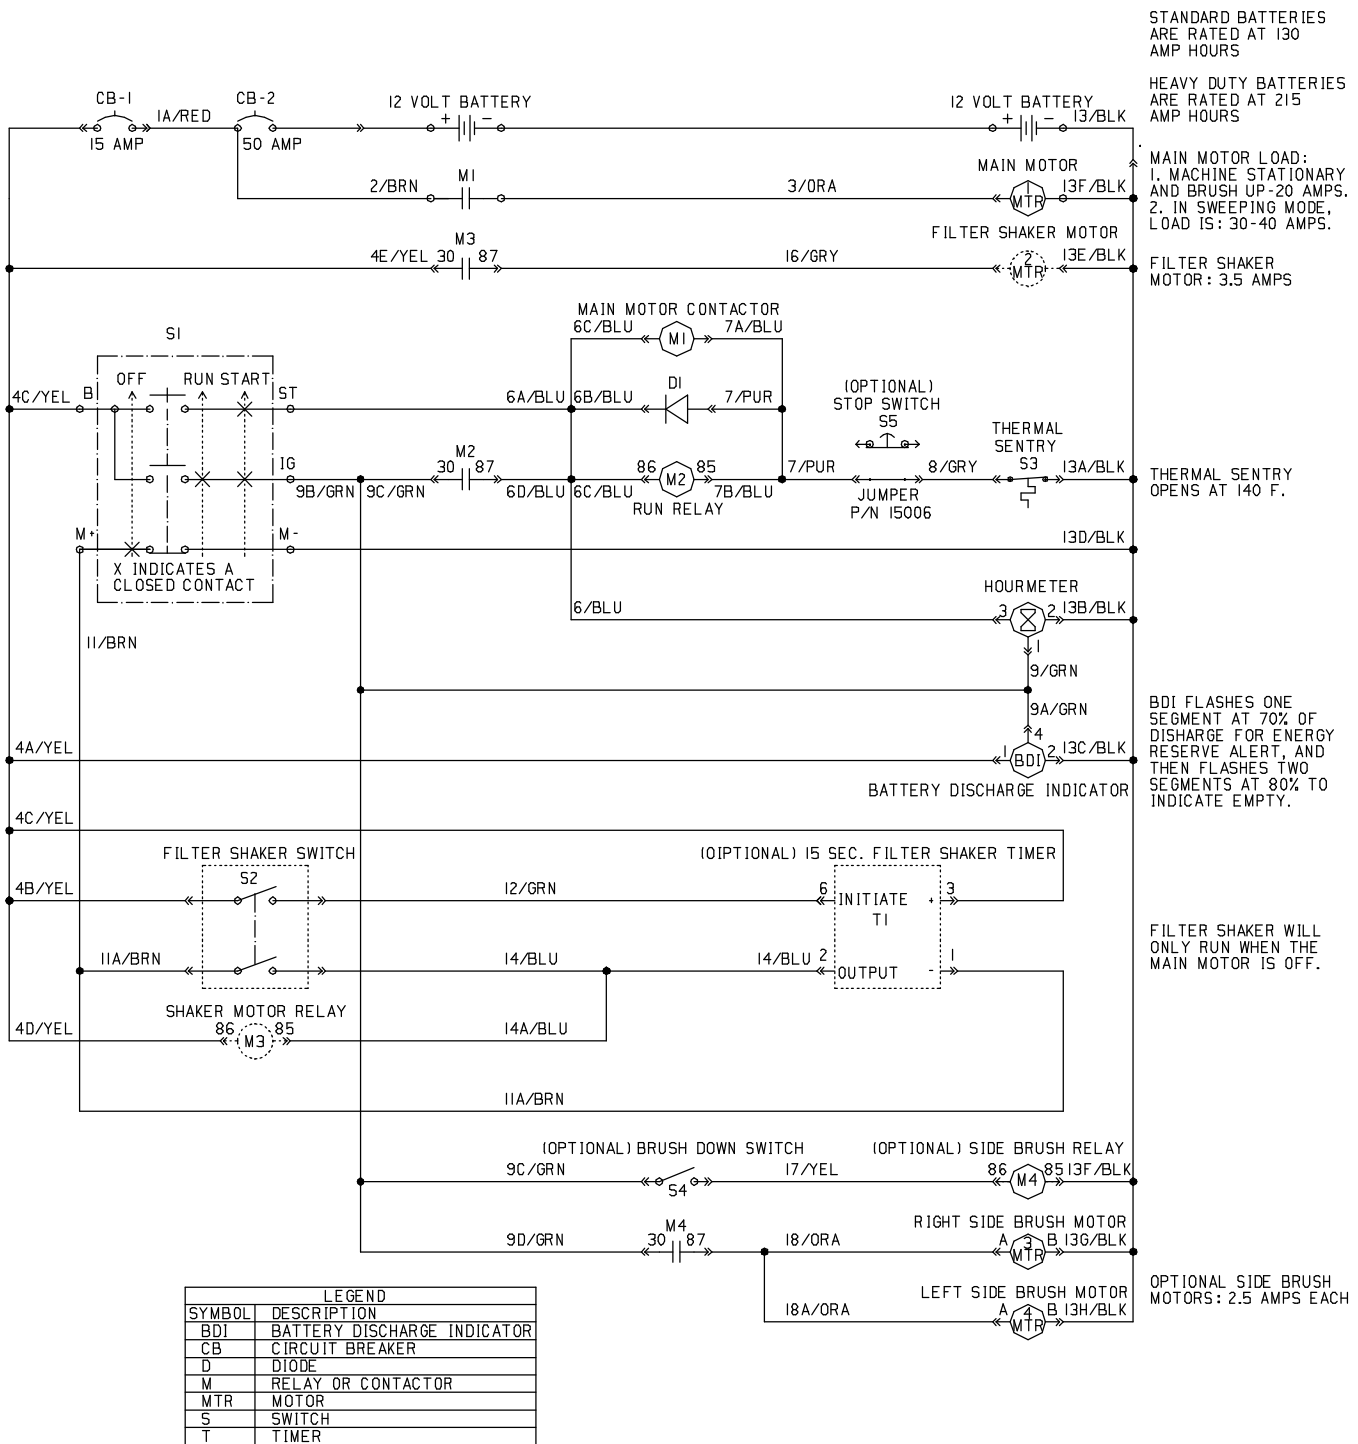 STANDARD BATTERIES
ARE RATED AT 130
AMP HOURS
HEAVY DUTY BATTERIES
ARE RATED AT 215
AMP HOURS
CB-1
CB-2
12 VOLT BATTERY
12 VOLT BATTERY
1A/RED
+ -
+ -
13/BLK
15 AMP
50 AMP
MAIN MOTOR LOAD:
1. MACHINE STATIONARY
AND BRUSH UP-20 AMPS.
2. IN SWEEPING MODE,
LOAD IS: 30-40 AMPS.
MAIN MOTOR
2/BRN
M1
3/ORA
1
MTR
13F/BLK
FILTER SHAKER MOTOR
M3
4E/YEL
30
87
16/GRY
2
MTR
13E/BLK
FILTER SHAKER
MOTOR: 3.5 AMPS
MAIN MOTOR CONTACTOR
6C/BLU
M1
7A/BLU
S1
OFF
RUN
START
4C/YEL
B
ST
6A/BLU
6B/BLU
D1
7/PUR
(OPTIONAL)
STOP SWITCH
S5
THERMAL
SENTRY
S3
IG
9B/GRN
9C/GRN
M2
30
87
6D/BLU
6C/BLU
86
M2
85
7B/BLU
RUN RELAY
7/PUR
JUMPER
P/N 15006
8/GRY
13A/BLK
THERMAL SENTRY
OPENS AT 140 F.
M+
M-
13D/BLK
X INDICATES A
CLOSED CONTACT
HOURMETER
6/BLU
3
2
13B/BLK
1
11/BRN
9/GRN
9A/GRN
4
4A/YEL
1
BDI
2
13C/BLK
BATTERY DISCHARGE INDICATOR
BDI FLASHES ONE
SEGMENT AT 70% OF
DISHARGE FOR ENERGY
RESERVE ALERT, AND
THEN FLASHES TWO
SEGMENTS AT 80% TO
INDICATE EMPTY.
4C/YEL
FILTER SHAKER SWITCH
(OIPTIONAL) 15 SEC. FILTER SHAKER TIMER
S2
4B/YEL
12/GRN
6
INITIATE
+
3
T1
11A/BRN
14/BLU
14/BLU
2
OUTPUT
-
1
FILTER SHAKER WILL
ONLY RUN WHEN THE
MAIN MOTOR IS OFF.
SHAKER MOTOR RELAY
4D/YEL
86
M3
85
14A/BLU
11A/BRN
(OPTIONAL) BRUSH DOWN SWITCH
(OPTIONAL) SIDE BRUSH RELAY
9C/GRN
S4
17/YEL
86
M4
85
13F/BLK
RIGHT SIDE BRUSH MOTOR
9D/GRN
M4
30
87
18/ORA
A
3
MTR
B
13G/BLK
LEFT SIDE BRUSH MOTOR
18A/ORA
A
4
MTR
B
13H/BLK
OPTIONAL SIDE BRUSH
MOTORS: 2.5 AMPS EACH
LEGEND
SYMBOL DESCRIPTION
BDI BATTERY DISCHARGE INDICATOR
CB CIRCUIT BREAKER
D DIODE
M RELAY OR CONTACTOR
MTR MOTOR
S SWITCH
T TIMER